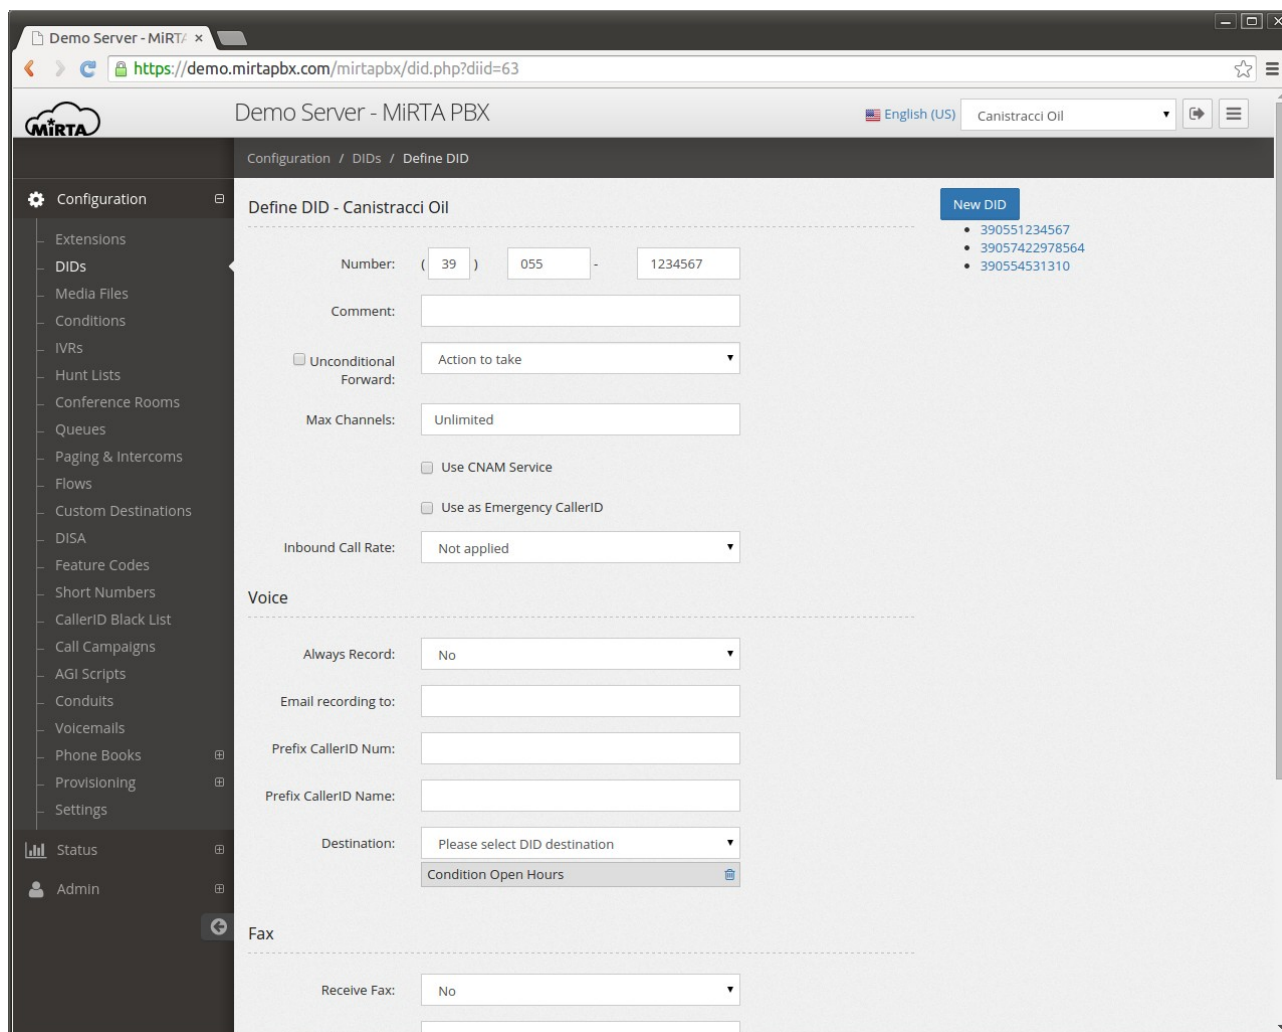 Demo Server - MiRTA
https://demo.mirtapbx.com/mirtapbx/did.php?diid=63
MiRTA
Demo Server - MiRTA PBX
English (US)
Canistracci Oil
Configuration / DIDs / Define DID
Configuration
Extensions
DIDs
Media Files
Conditions
IVRs
Hunt Lists
Conference Rooms
Queues
Paging & Intercoms
Flows
Custom Destinations
DISA
Feature Codes
Short Numbers
CallerID Black List
Call Campaigns
AGI Scripts
Conduits
Voicemails
Phone Books
Provisioning
Settings
Status
Admin
Define DID - Canistracci Oil
Number: ( 39 ) 055 - 1234567
Comment:
Unconditional Forward: Action to take
Max Channels: Unlimited
Use CNAM Service
Use as Emergency CallerID
Inbound Call Rate: Not applied
Voice
Always Record: No
Email recording to:
Prefix CallerID Num:
Prefix CallerID Name:
Destination: Please select DID destination
Condition Open Hours
Fax
Receive Fax: No
New DID
390551234567
39057422978564
390554531310